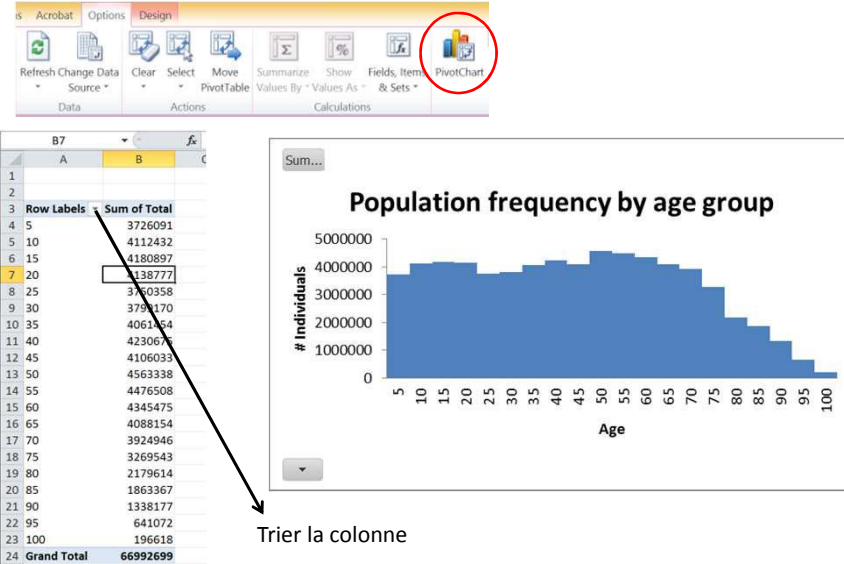 s Acrobat Options Design
Refresh Change Data Source Clear Select Move PivotTable Summarize Values By Show Values As Fields, Items & Sets PivotChart
Data Actions Calculations
B7 fx
A B C
1
2
3 Row Labels Sum of Total
4 5 3726091
5 10 4112432
6 15 4180897
7 20 4138777
8 25
9 30
10 35
11 40
12 45 4106033
13 50 4563338
14 55 4476508
15 60 4345475
16 65 4088154
17 70 3924946
18 75 3269543
19 80 2179614
20 85 1863367
21 90 1338177
22 95 641072
23 100 196618
24 Grand Total 66992699
Sum...
Population frequency by age group
# Individuals
5000000
4000000
3000000
2000000
1000000
0
5 10 15 20 25 30 35 40 45 50 55 60 65 70 75 80 85 90 95 100
Age
Trier la colonne